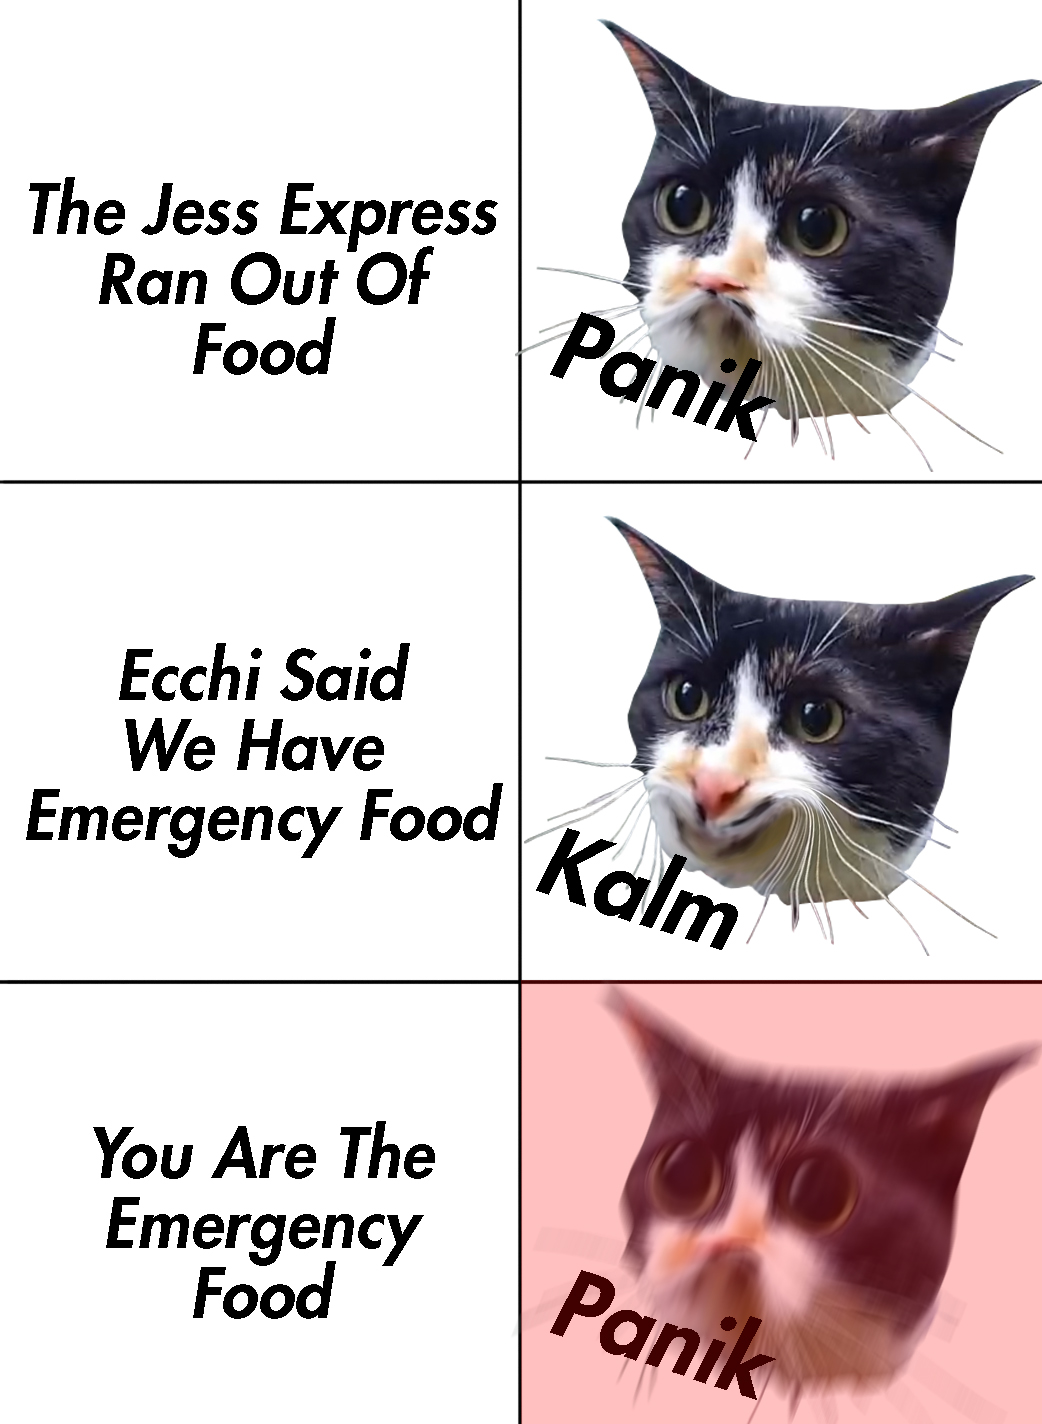 The Jess Express
Ran Out Of
Food
Panik
Ecchi Said
We Have
Emergency Food
Kalm
You Are The
Emergency
Food
Panik